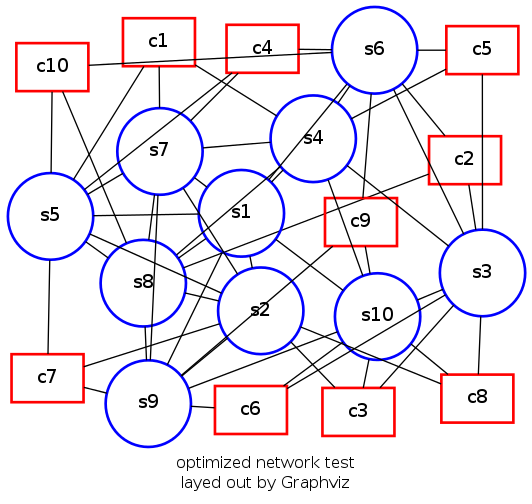 c1
c4
s6
c5
c10
s7
s4
c2
s5
s1
c9
s3
s8
s2
s10
c7
s9
c6
c3
c8
optimized network test
layed out by Graphviz